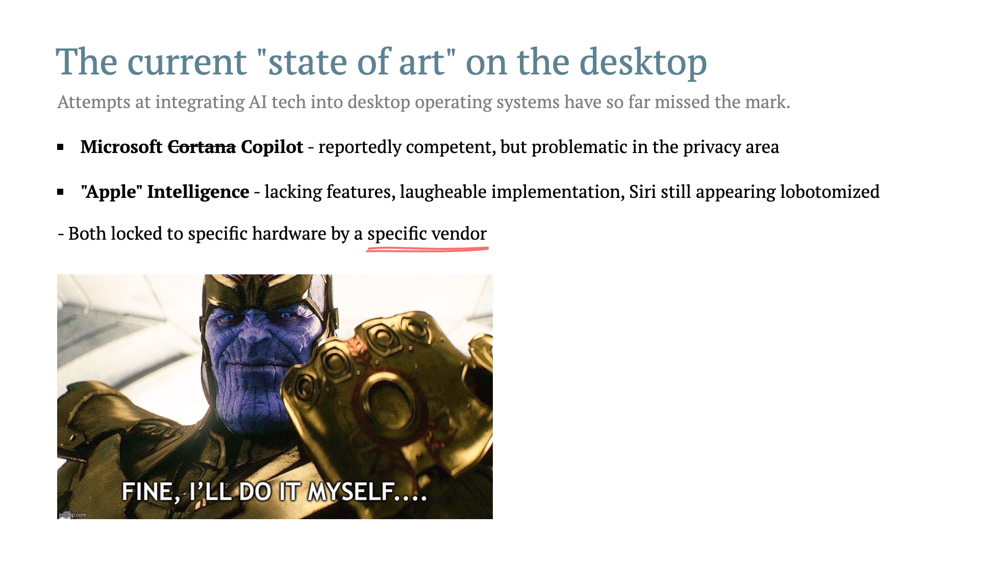 The current "state of art" on the desktop
Attempts at integrating AI tech into desktop operating systems have so far missed the mark.
▪ Microsoft Cortana Copilot - reportedly competent, but problematic in the privacy area
▪ "Apple" Intelligence - lacking features, laugheable implementation, Siri still appearing lobotomized
- Both locked to specific hardware by a specific vendor
FINE, I'LL DO IT MYSELF....
imgflip.com